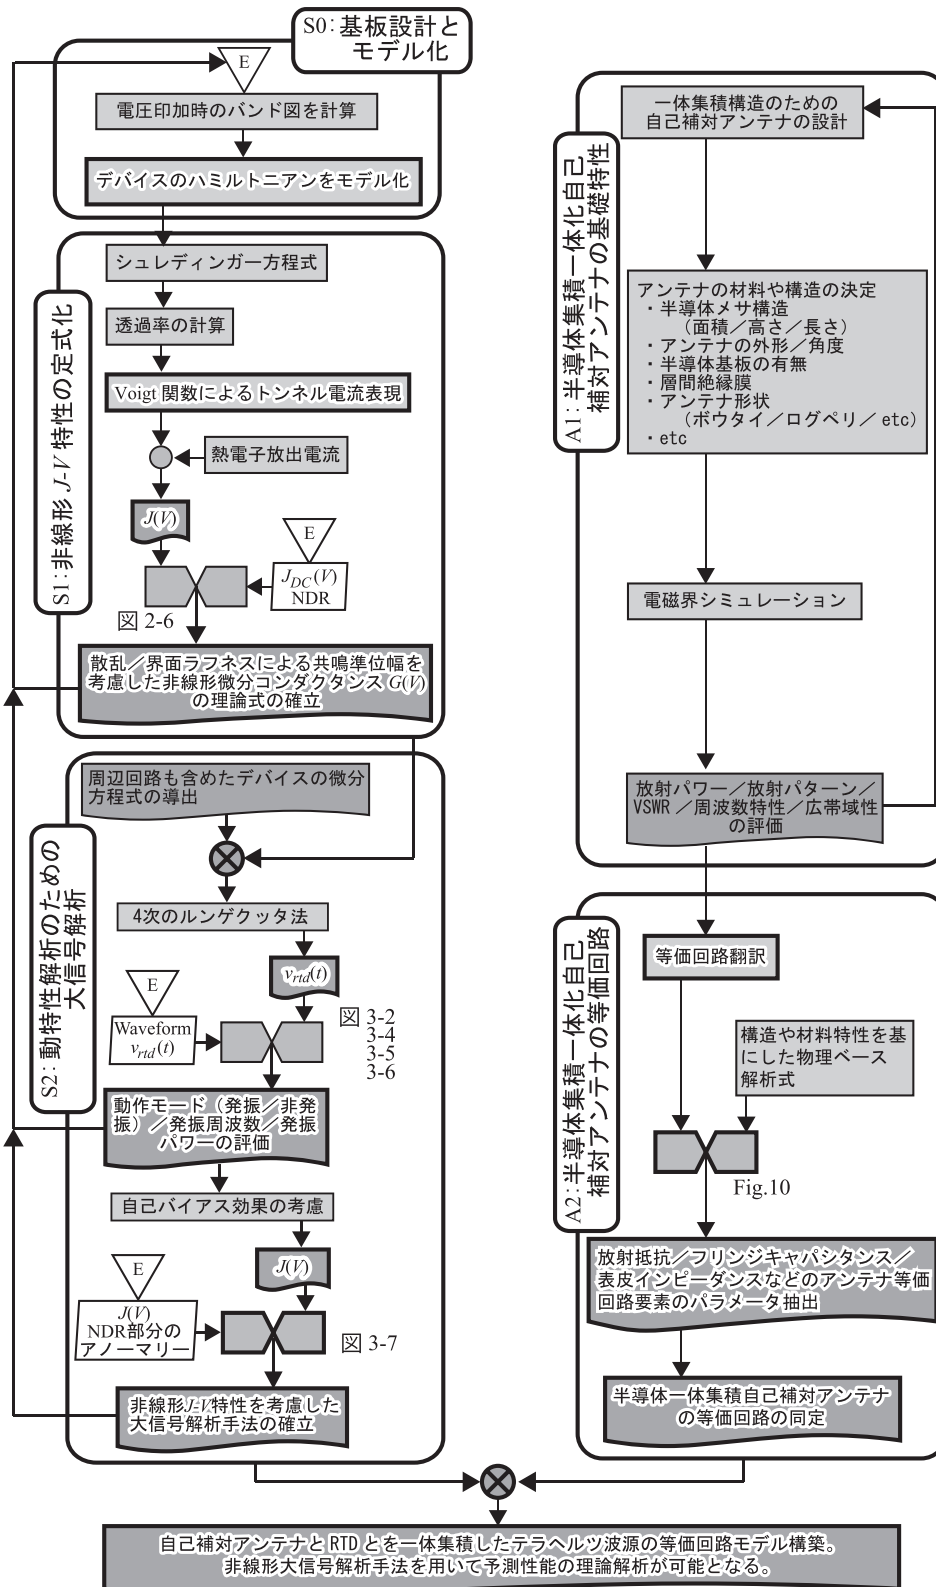 S0：基板設計と
モデル化
E
電圧印加時のバンド図を計算
デバイスのハミルトニアンをモデル化
S1：非線形 J-V 特性の定式化
シュレディンガー方程式
透過率の計算
Voigt 関数によるトンネル電流表現
熱電子放出電流
J(V)
E
J_DC(V)
NDR
図 2-6
散乱／界面ラフネスによる共鳴準位幅を
考慮した非線形微分コンダクタンス G(V)
の理論式の確立
S2：動特性解析のための
大信号解析
周辺回路も含めたデバイスの微分
方程式の導出
4次のルンゲクッタ法
v_rtd(t)
E
Waveform
v_rtd(t)
図 3-2
3-4
3-5
3-6
動作モード（発振／非発
振）／発振周波数／発振
パワーの評価
自己バイアス効果の考慮
J(V)
E
J(V)
NDR部分の
アノーマリー
図 3-7
非線形J-V特性を考慮した
大信号解析手法の確立
A1：半導体集積一体化自己
補対アンテナの基礎特性
一体集積構造のための
自己補対アンテナの設計
アンテナの材料や構造の決定
・半導体メサ構造
（面積／高さ／長さ）
・アンテナの外形／角度
・半導体基板の有無
・層間絶縁膜
・アンテナ形状
（ボウタイ／ログペリ／ etc）
・etc
電磁界シミュレーション
放射パワー／放射パターン／
VSWR ／周波数特性／広帯域性
の評価
A2：半導体集積一体化自己
補対アンテナの等価回路
等価回路翻訳
構造や材料特性を基
にした物理ベース
解析式
Fig.10
放射抵抗／フリンジキャパシタンス／
表皮インピーダンスなどのアンテナ等価
回路要素のパラメータ抽出
半導体一体集積自己補対アンテナ
の等価回路の同定
自己補対アンテナと RTD とを一体集積したテラヘルツ波源の等価回路モデル構築。
非線形大信号解析手法を用いて予測性能の理論解析が可能となる。